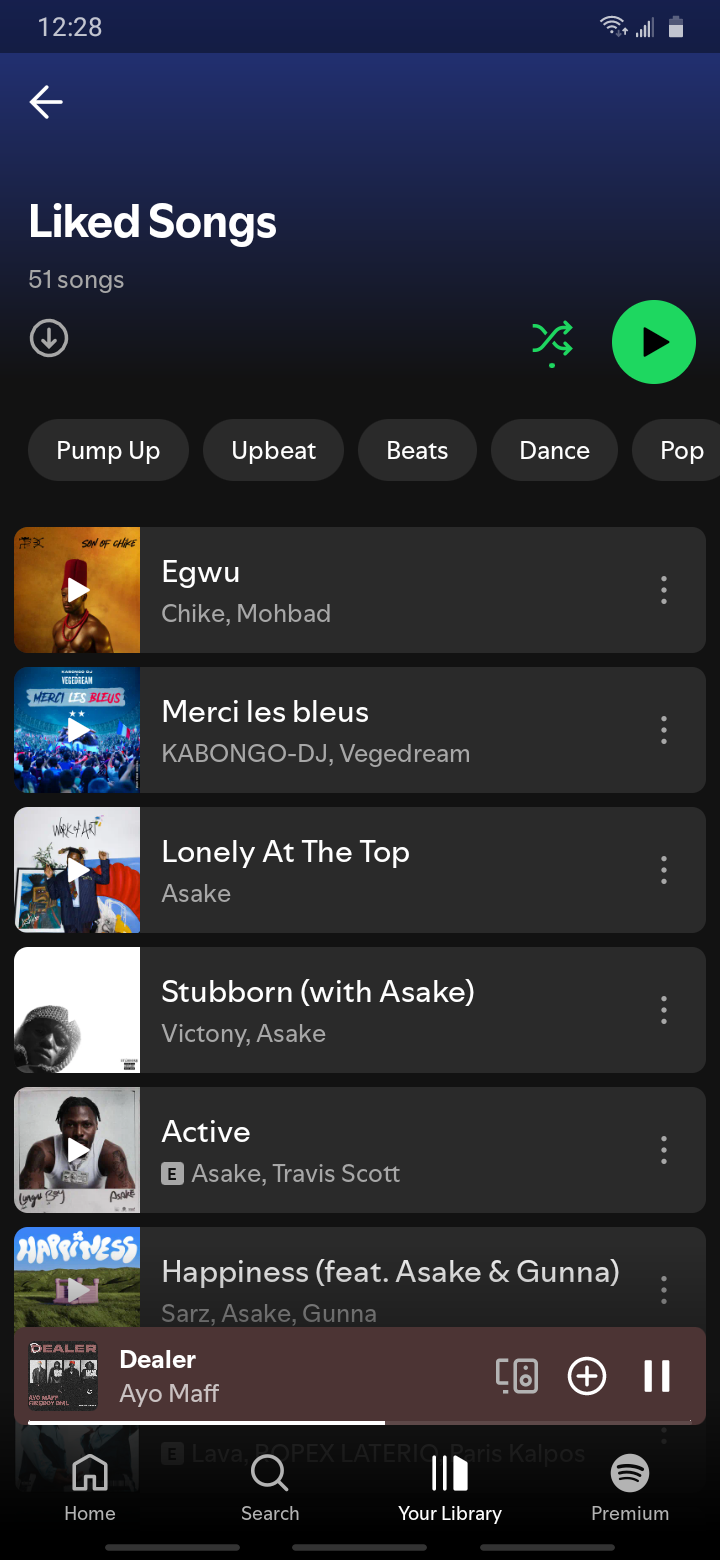 12:28
Liked Songs
51 songs
Pump Up
Upbeat
Beats
Dance
Pop
SON OF CHIKE
Egwu
Chike, Mohbad
KABONGO DJ
VEGEDREAM
MERCI LES BLEUS
Merci les bleus
KABONGO-DJ, Vegedream
WORK of ART
Lonely At The Top
Asake
Stubborn (with Asake)
Victony, Asake
Lungu Boy
ASAKE
Active
E Asake, Travis Scott
HAPPINESS
Happiness (feat. Asake & Gunna)
Sarz, Asake, Gunna
DEALER
AYO MAFF
FIREBOY DML
Dealer
Ayo Maff
E Lava, POPEX LATERIO, Paris Kalpos
Home
Search
Your Library
Premium